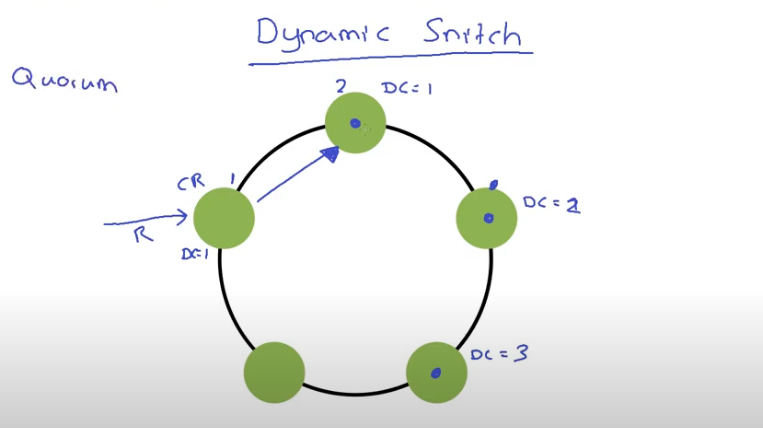 Dynamic Snitch
Quorum
2 DC=1
CR 1
R
DC=1
DC=2
DC=3